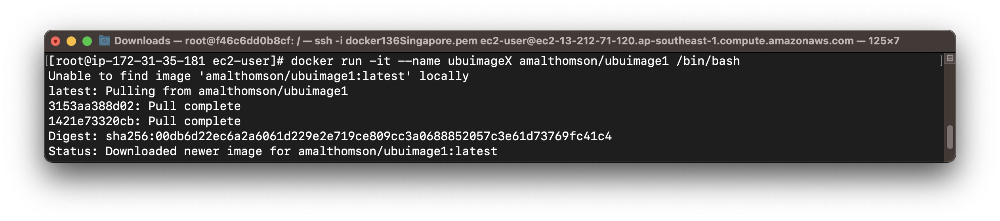 Downloads — root@f46c6dd0b8cf: / — ssh -i docker136Singapore.pem ec2-user@ec2-13-212-71-120.ap-southeast-1.compute.amazonaws.com — 125×7
[[root@ip-172-31-35-181 ec2-user]# docker run -it --name ubuimageX amalthomson/ubuimage1 /bin/bash ]
Unable to find image 'amalthomson/ubuimage1:latest' locally
latest: Pulling from amalthomson/ubuimage1
3153aa388d02: Pull complete
1421e73320cb: Pull complete
Digest: sha256:00db6d22ec6a2a6061d229e2e719ce809cc3a0688852057c3e61d73769fc41c4
Status: Downloaded newer image for amalthomson/ubuimage1:latest